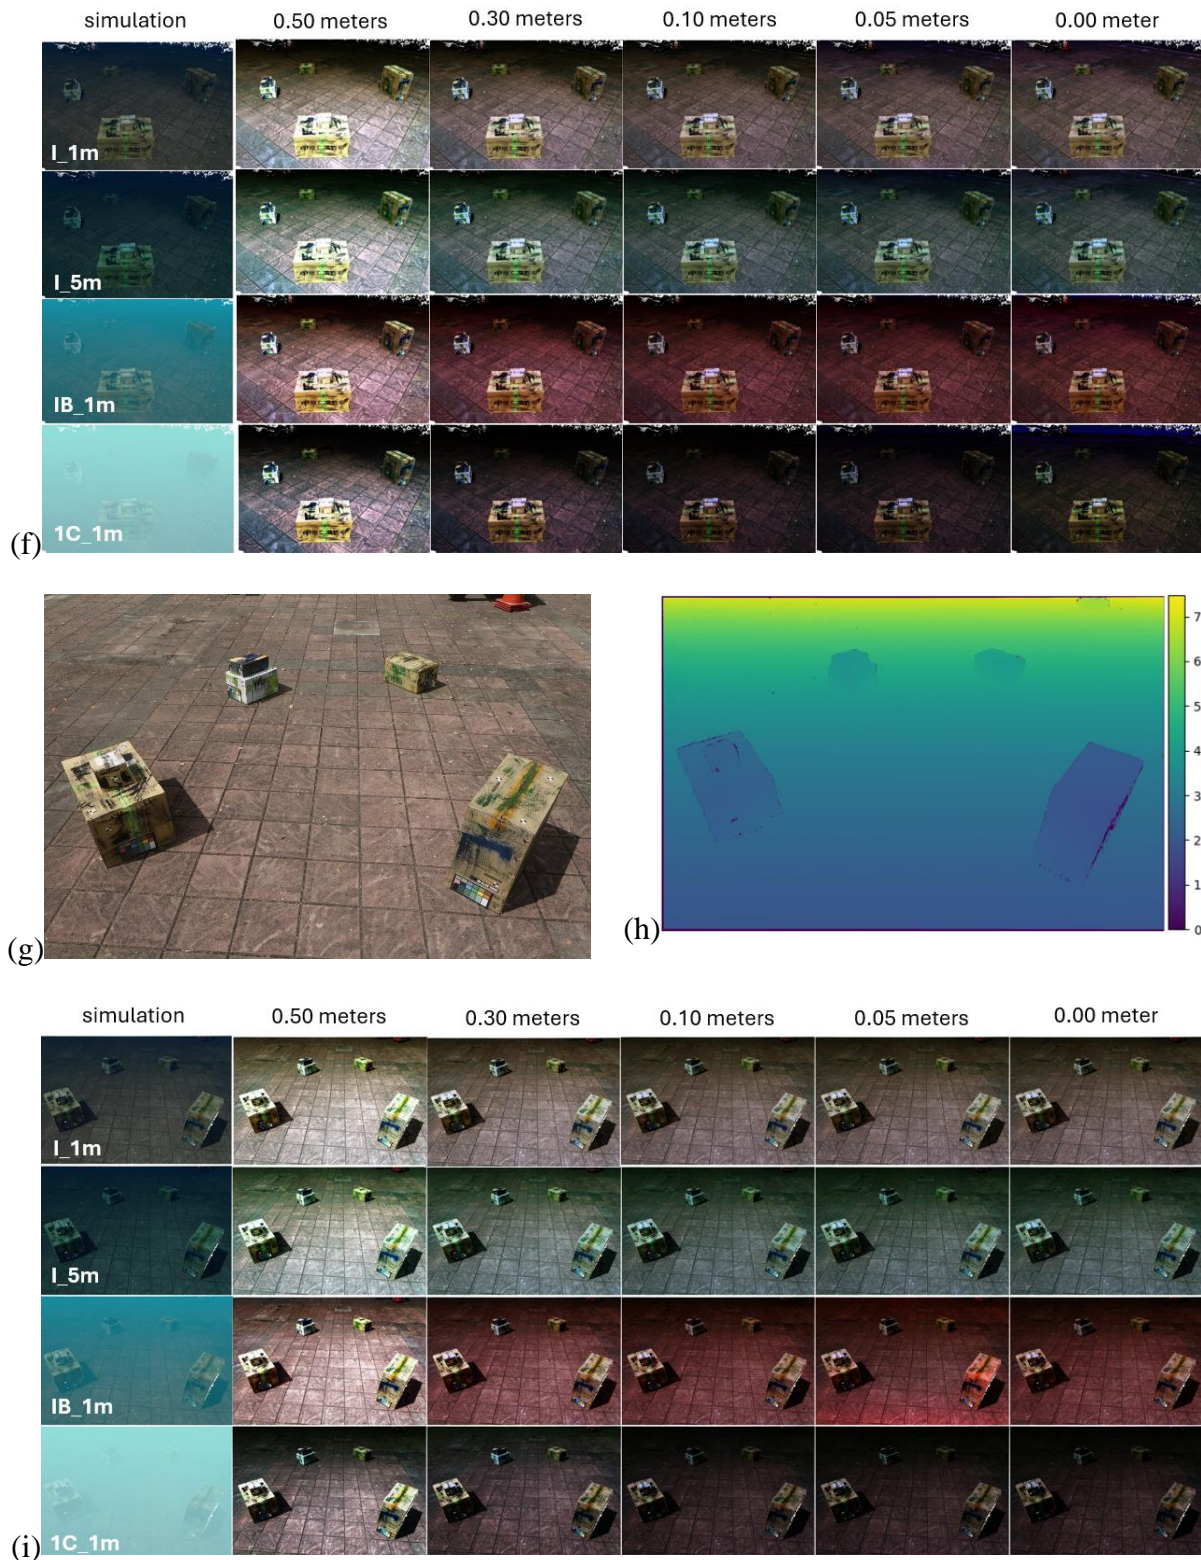 simulation 0.50 meters 0.30 meters 0.10 meters 0.05 meters 0.00 meter
I_1m
I_5m
IB_1m
1C_1m
(f)
7
6
5
4
3
2
1
0
(g)
(h)
simulation 0.50 meters 0.30 meters 0.10 meters 0.05 meters 0.00 meter
I_1m
I_5m
IB_1m
1C_1m
(i)